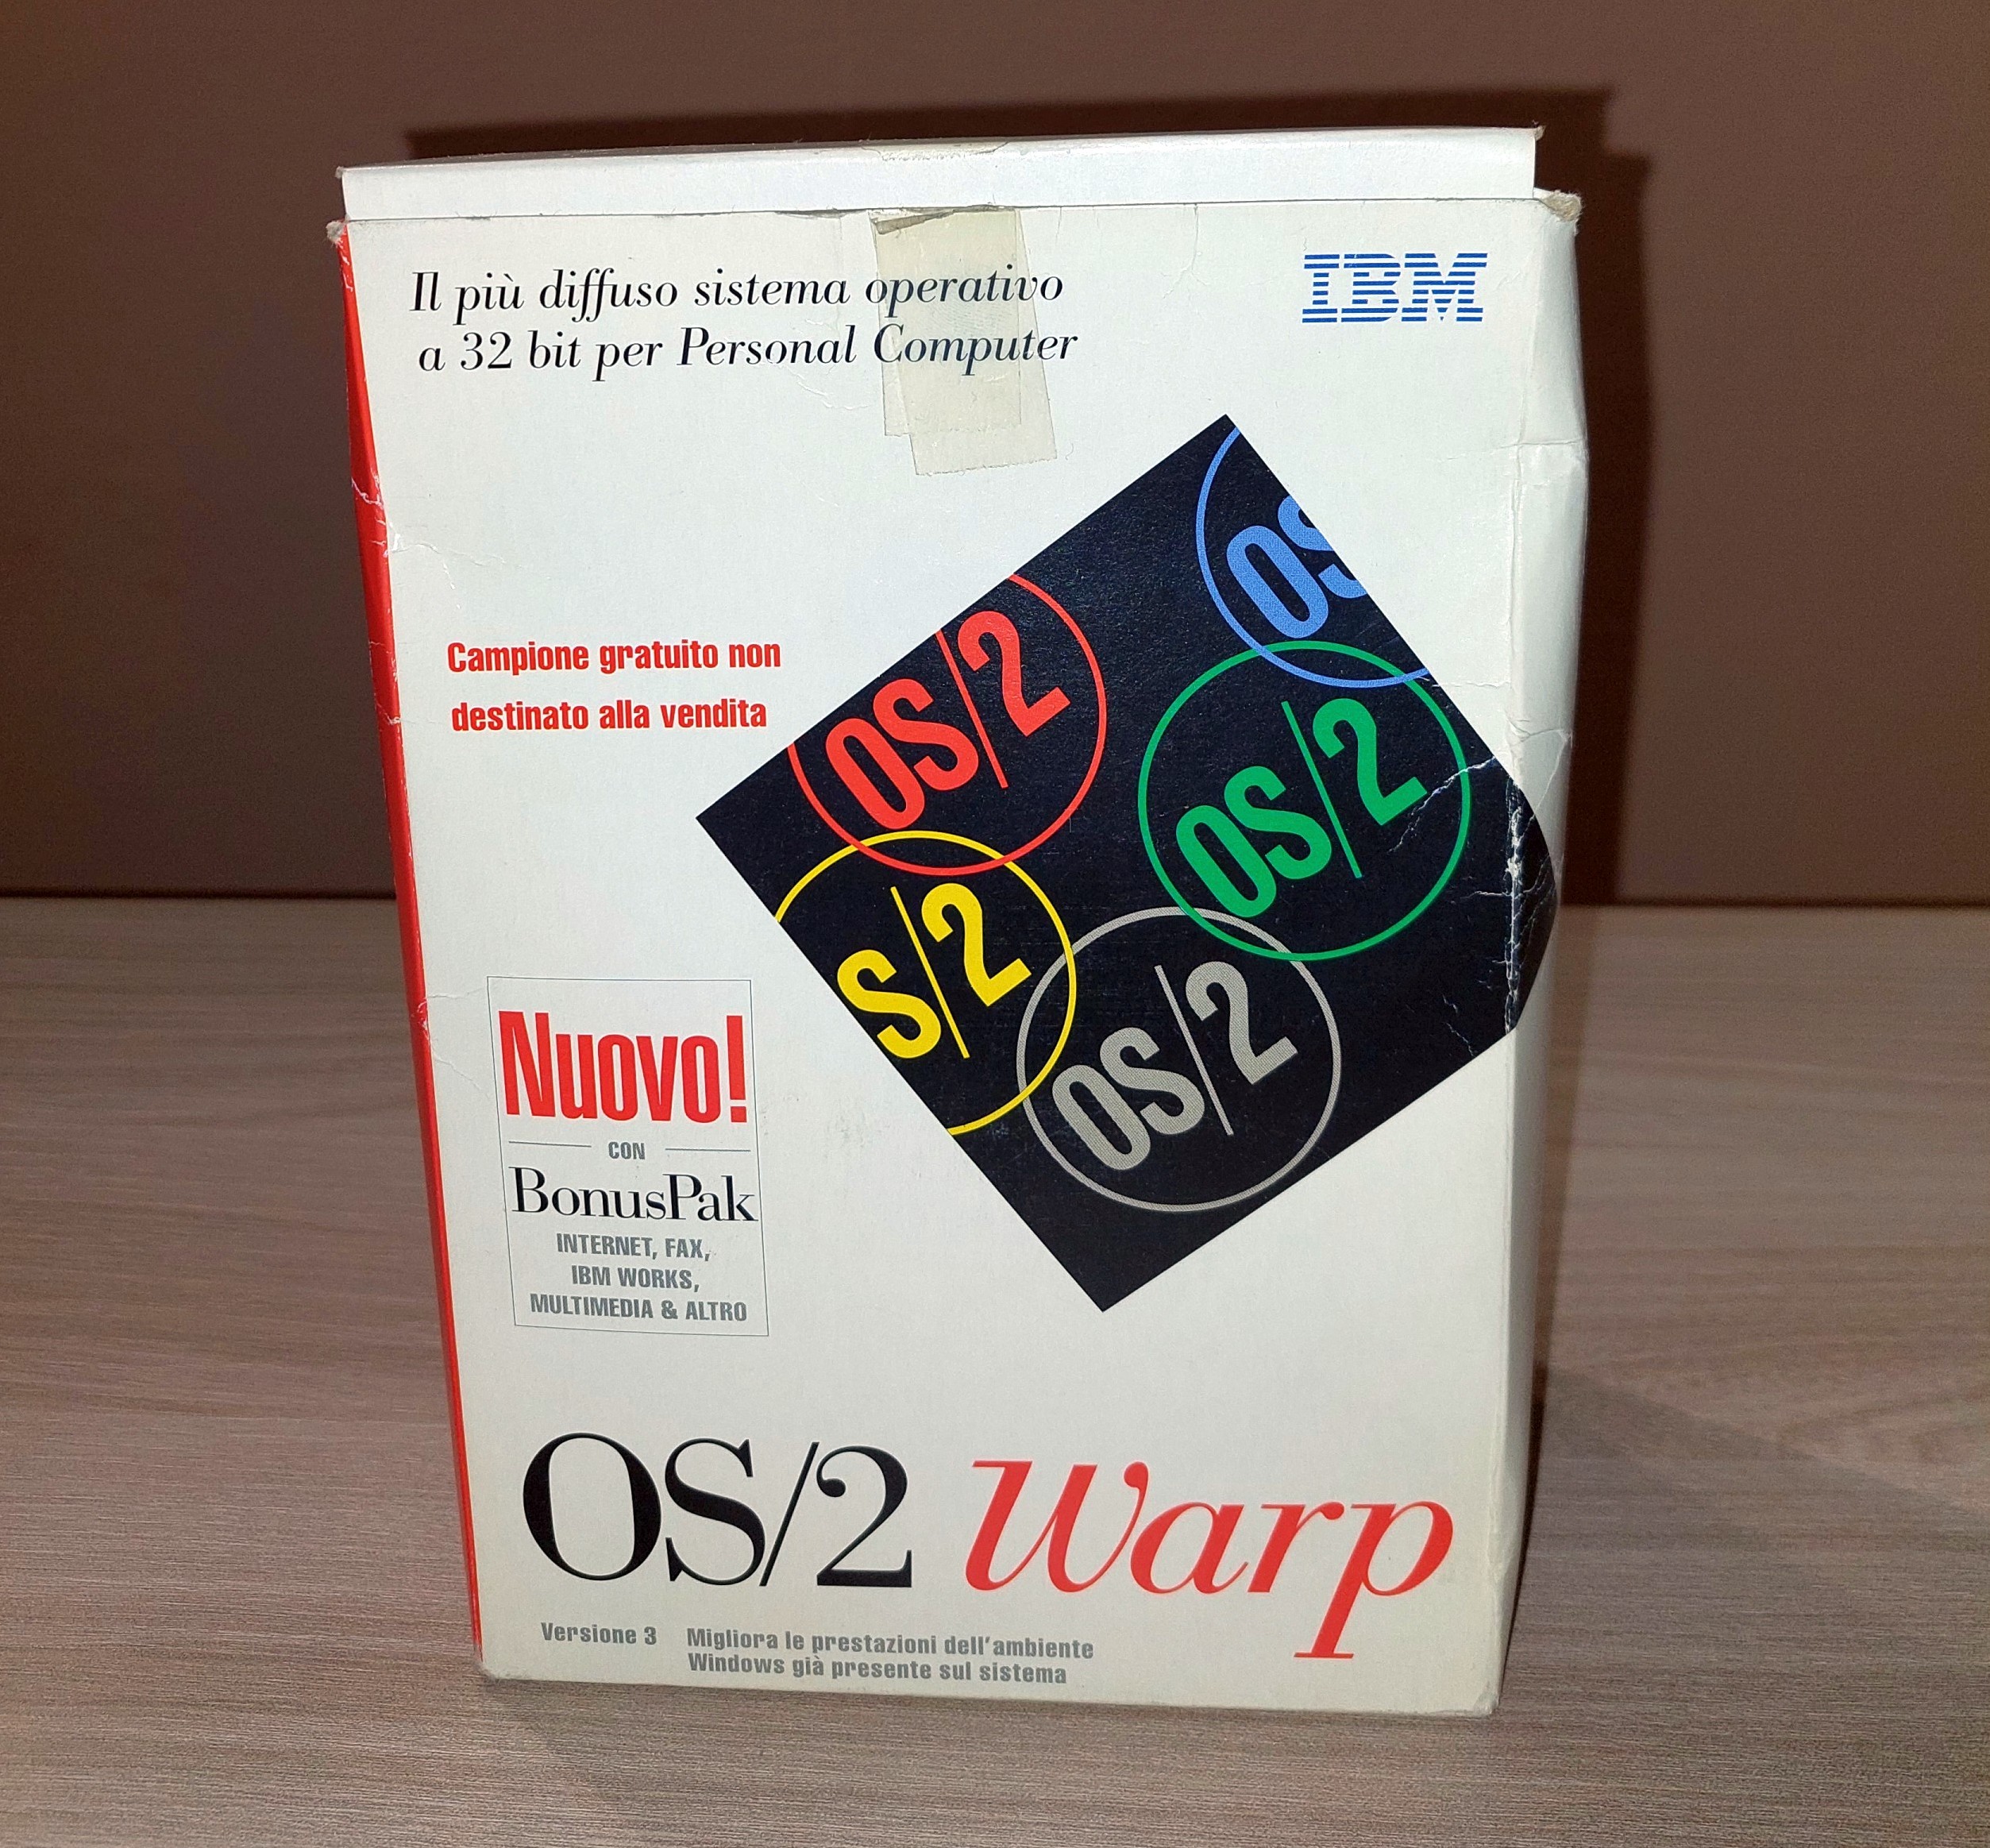 Il più diffuso sistema operativo
a 32 bit per Personal Computer
IBM
Campione gratuito non
destinato alla vendita
OS
OS/2
OS/2
S/2
OS/2
Nuovo!
CON
BonusPak
INTERNET, FAX,
IBM WORKS,
MULTIMEDIA & ALTRO
OS/2 Warp
Versione 3
Migliora le prestazioni dell'ambiente
Windows già presente sul sistema